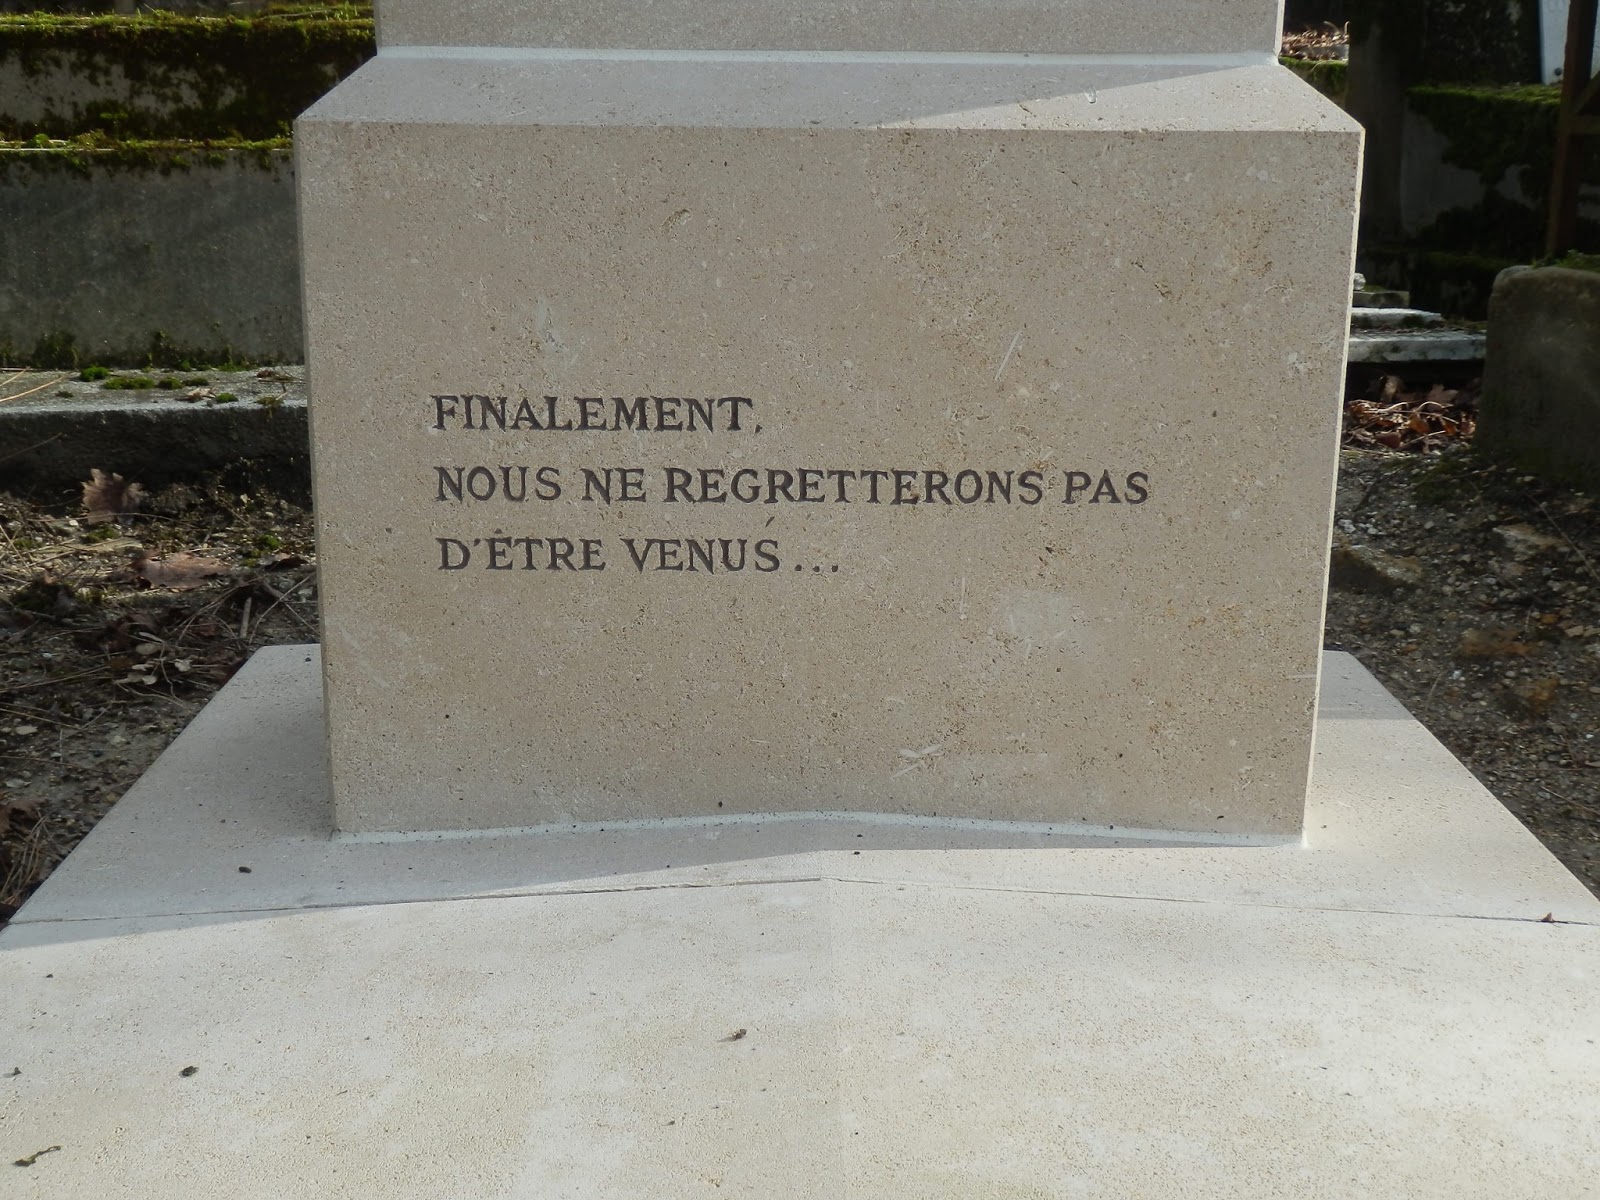 FINALEMENT,
NOUS NE REGRETTERONS PAS
D'ÊTRE VENUS...